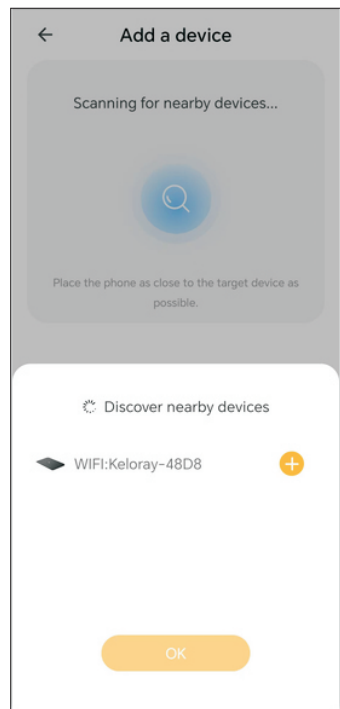 Add a device
Scanning for nearby devices...
Place the phone as close to the target device as
possible.
Discover nearby devices
WIFI:Keloray-48D8
OK